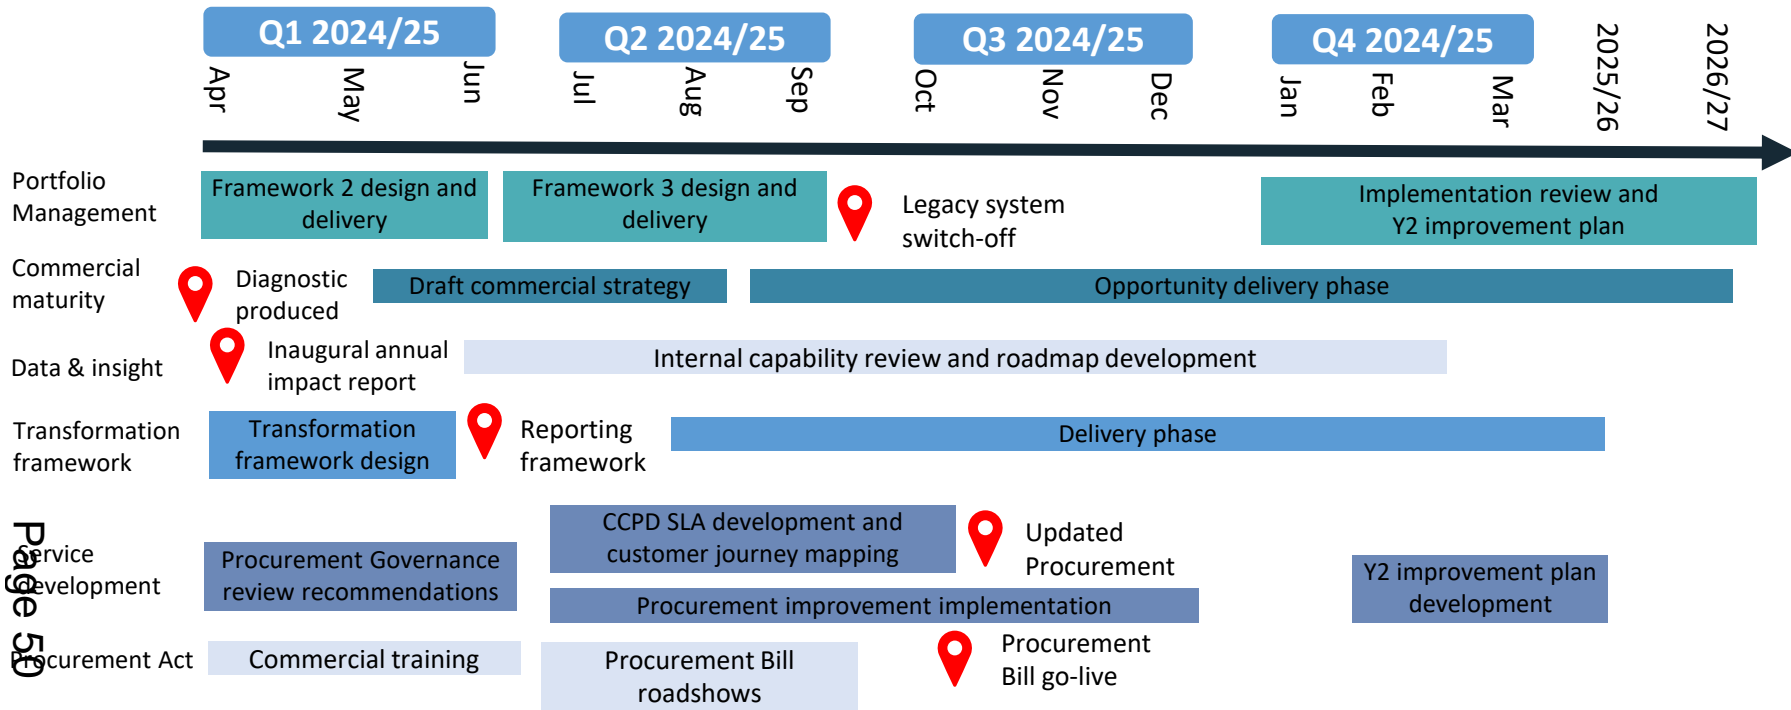 Q1 2024/25
Q2 2024/25
Q3 2024/25
Q4 2024/25
Apr
May
Jun
Jul
Aug
Sep
Oct
Nov
Dec
Jan
Feb
Mar
2025/26
2026/27
Portfolio
Management
Framework 2 design and
delivery
Framework 3 design and
delivery
Legacy system
switch-off
Implementation review and
Y2 improvement plan
Commercial
maturity
Diagnostic
produced
Draft commercial strategy
Opportunity delivery phase
Data & insight
Inaugural annual
impact report
Internal capability review and roadmap development
Transformation
framework
Transformation
framework design
Reporting
framework
Delivery phase
Service
development
Procurement Governance
review recommendations
CCPD SLA development and
customer journey mapping
Updated
Procurement
Procurement improvement implementation
Y2 improvement plan
development
Procurement Act
Commercial training
Procurement Bill
roadshows
Procurement
Bill go-live
Page 50